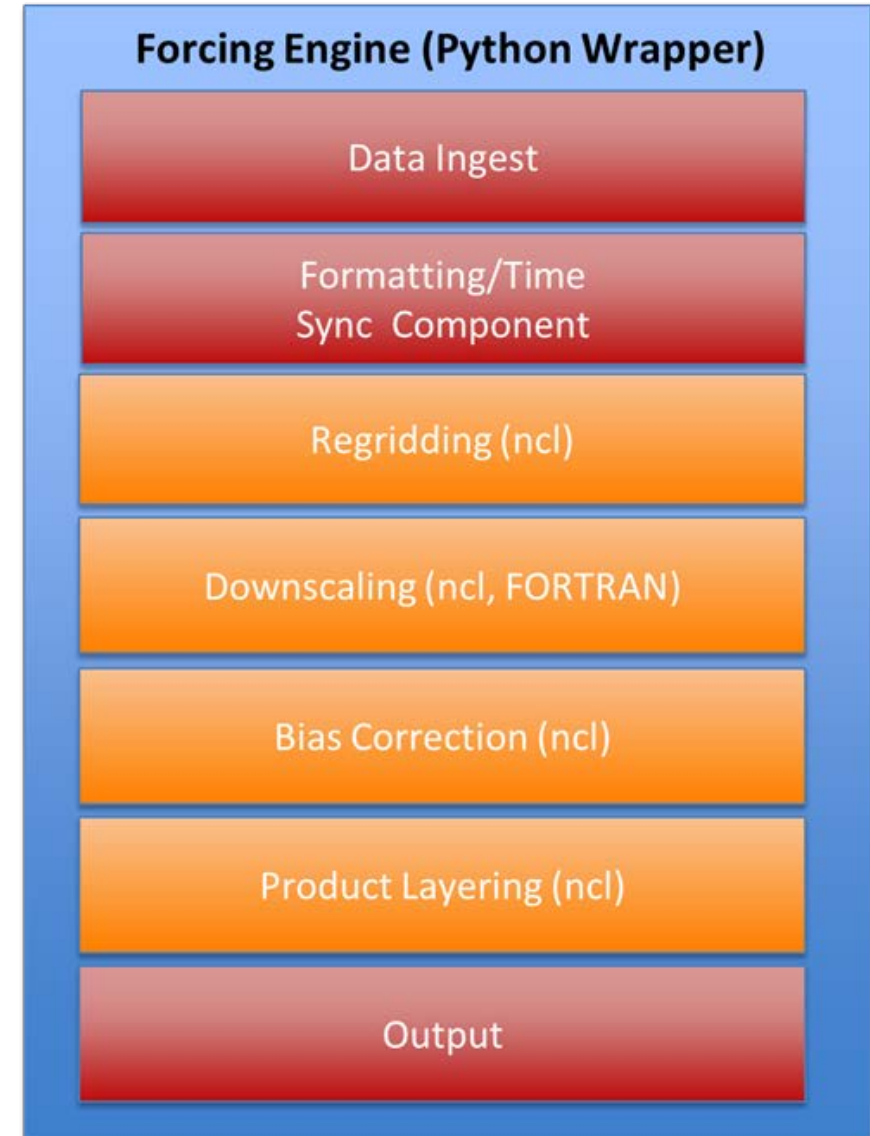 Forcing Engine (Python Wrapper)
Data Ingest
Formatting/Time
Sync Component
Regridding (ncl)
Downscaling (ncl, FORTRAN)
Bias Correction (ncl)
Product Layering (ncl)
Output